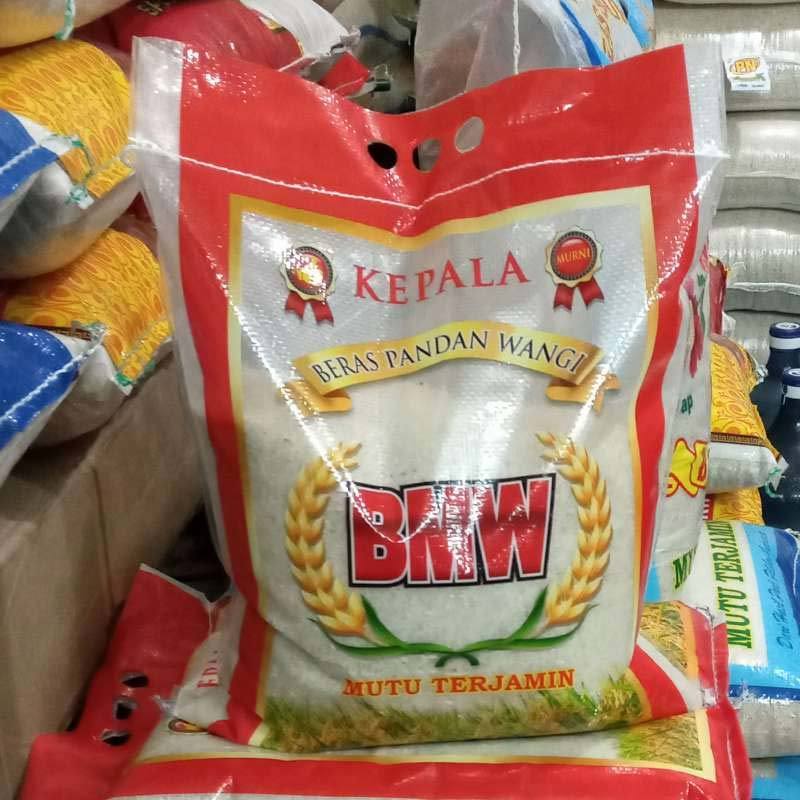 KEPALA
MURNI
BERAS PANDAN WANGI
BMW
MUTU TERJAMIN
MUTU TERJAMIN